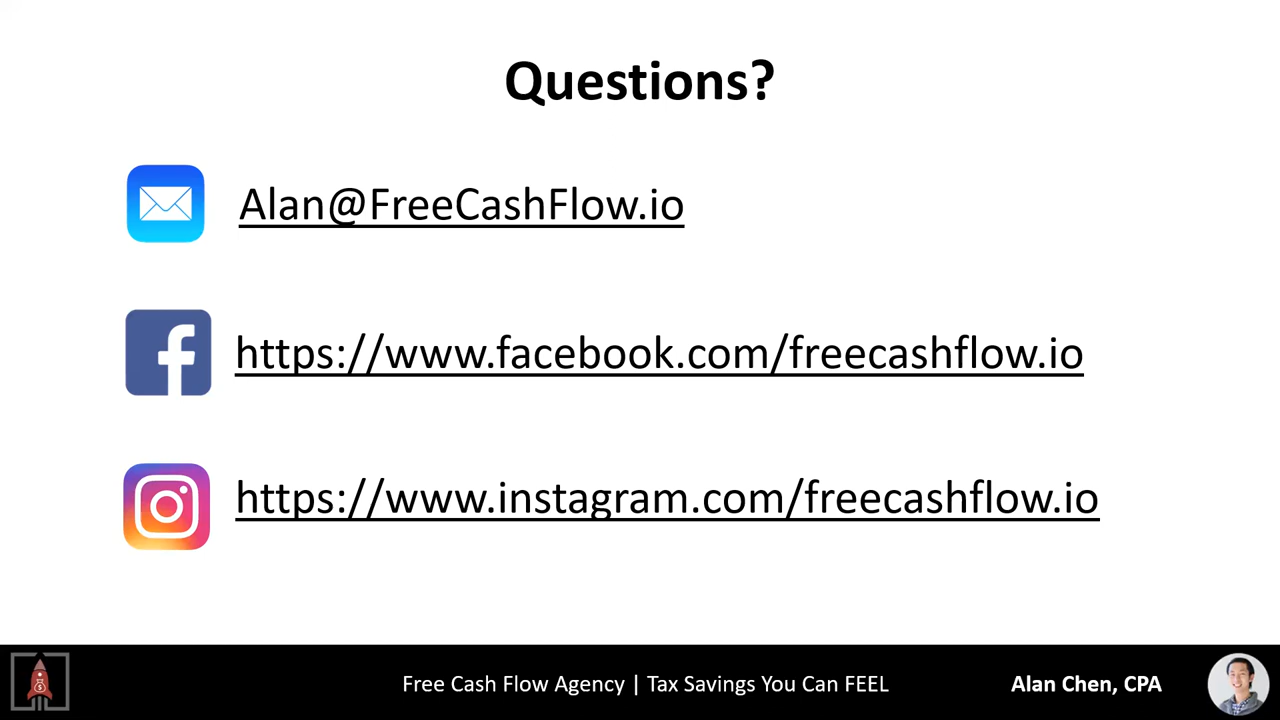 Questions?
Alan@FreeCashFlow.io
https://www.facebook.com/freecashflow.io
https://www.instagram.com/freecashflow.io
Free Cash Flow Agency | Tax Savings You Can FEEL
Alan Chen, CPA